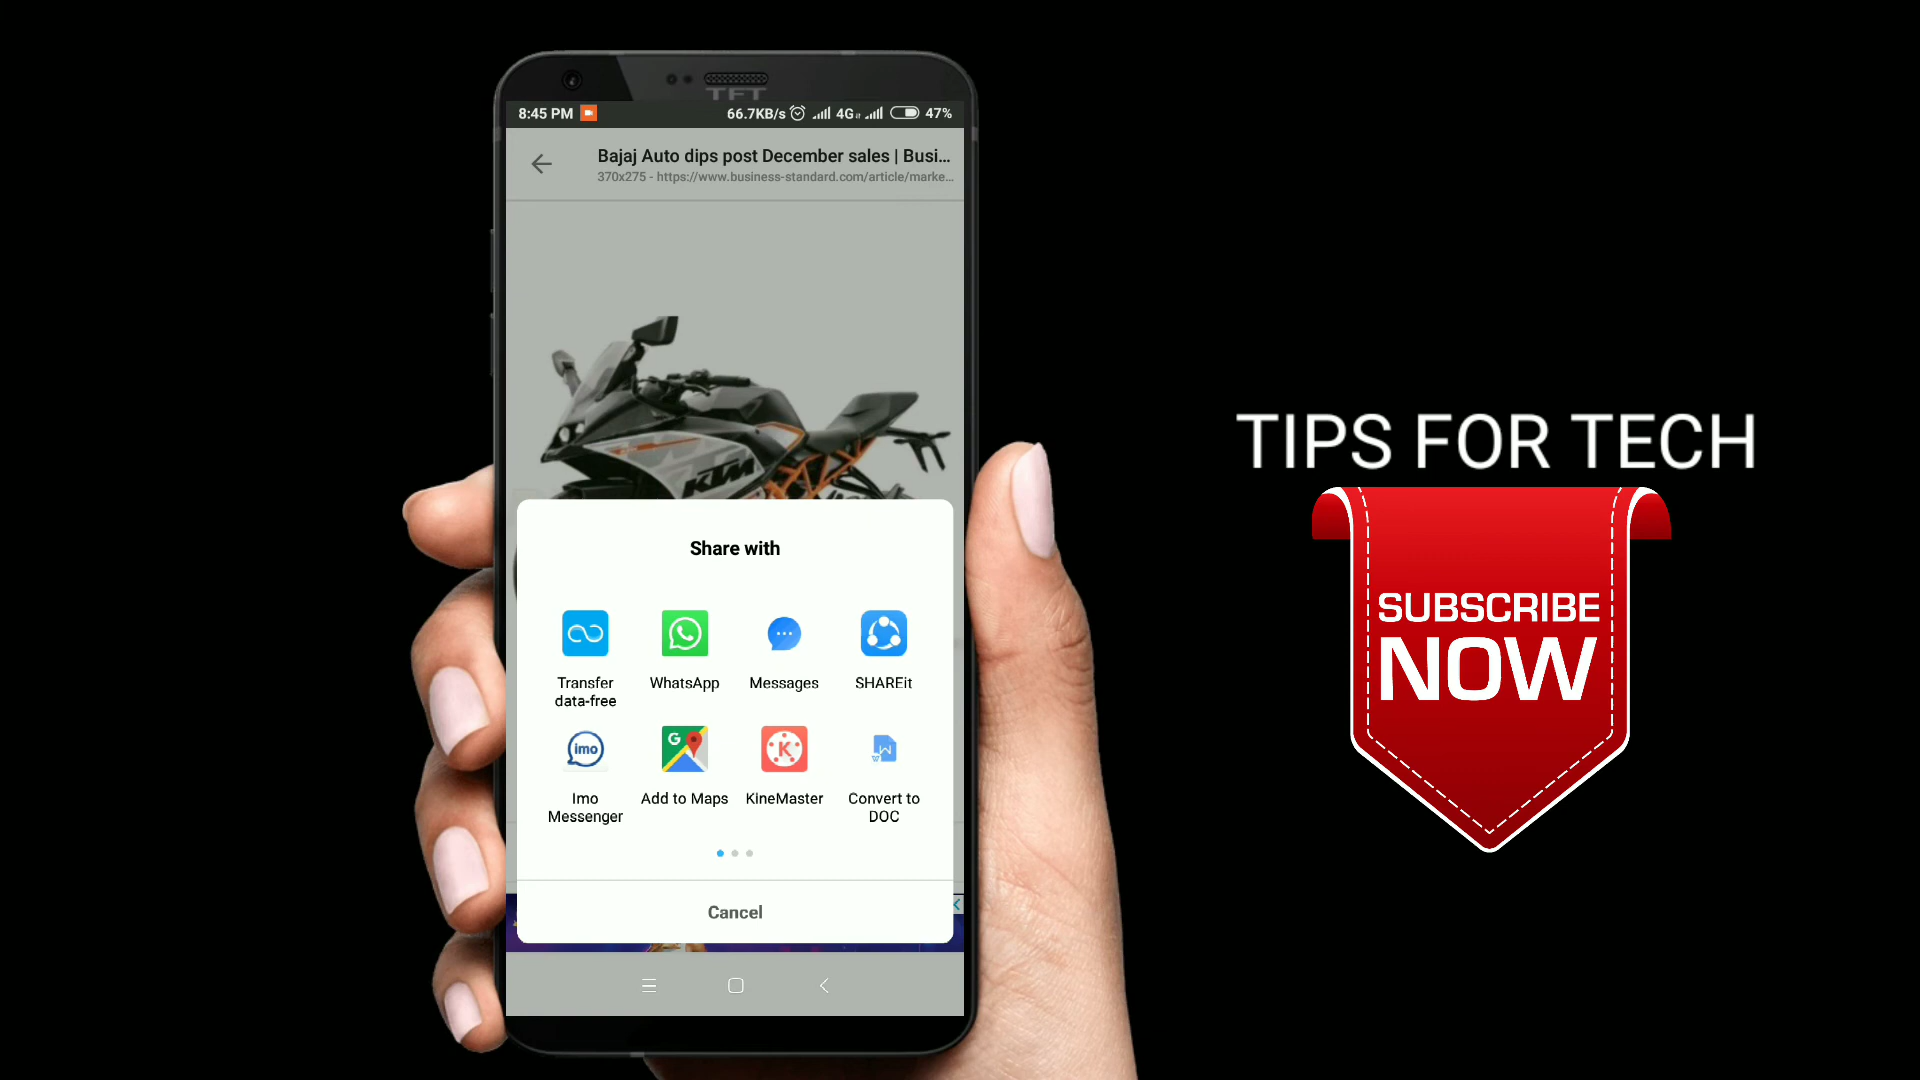 TFT
8:45 PM 66.7KB/s 4G 47%
Bajaj Auto dips post December sales | Busi...
370x275 - https://www.business-standard.com/article/marke...
KTM
Share with
Transfer data-free
WhatsApp
Messages
SHAREit
imo
Imo Messenger
G
Add to Maps
K
KineMaster
W
Convert to DOC
Cancel
TIPS FOR TECH
SUBSCRIBE
NOW